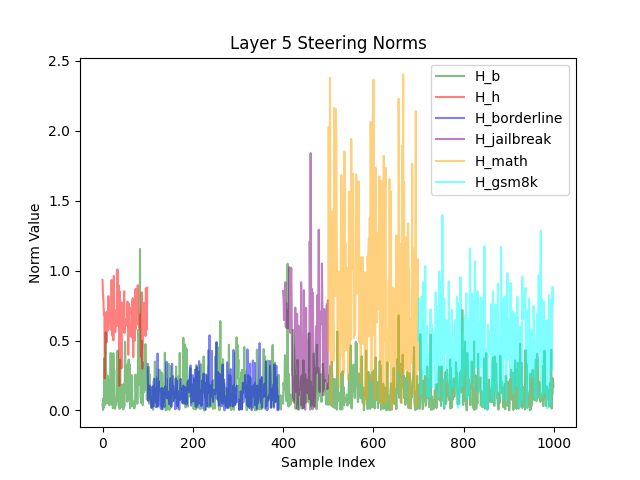 Layer 5 Steering Norms
2.5
2.0
1.5
1.0
0.5
0.0
Norm Value
H_b
H_h
H_borderline
H_jailbreak
H_math
H_gsm8k
0
200
400
600
800
1000
Sample Index